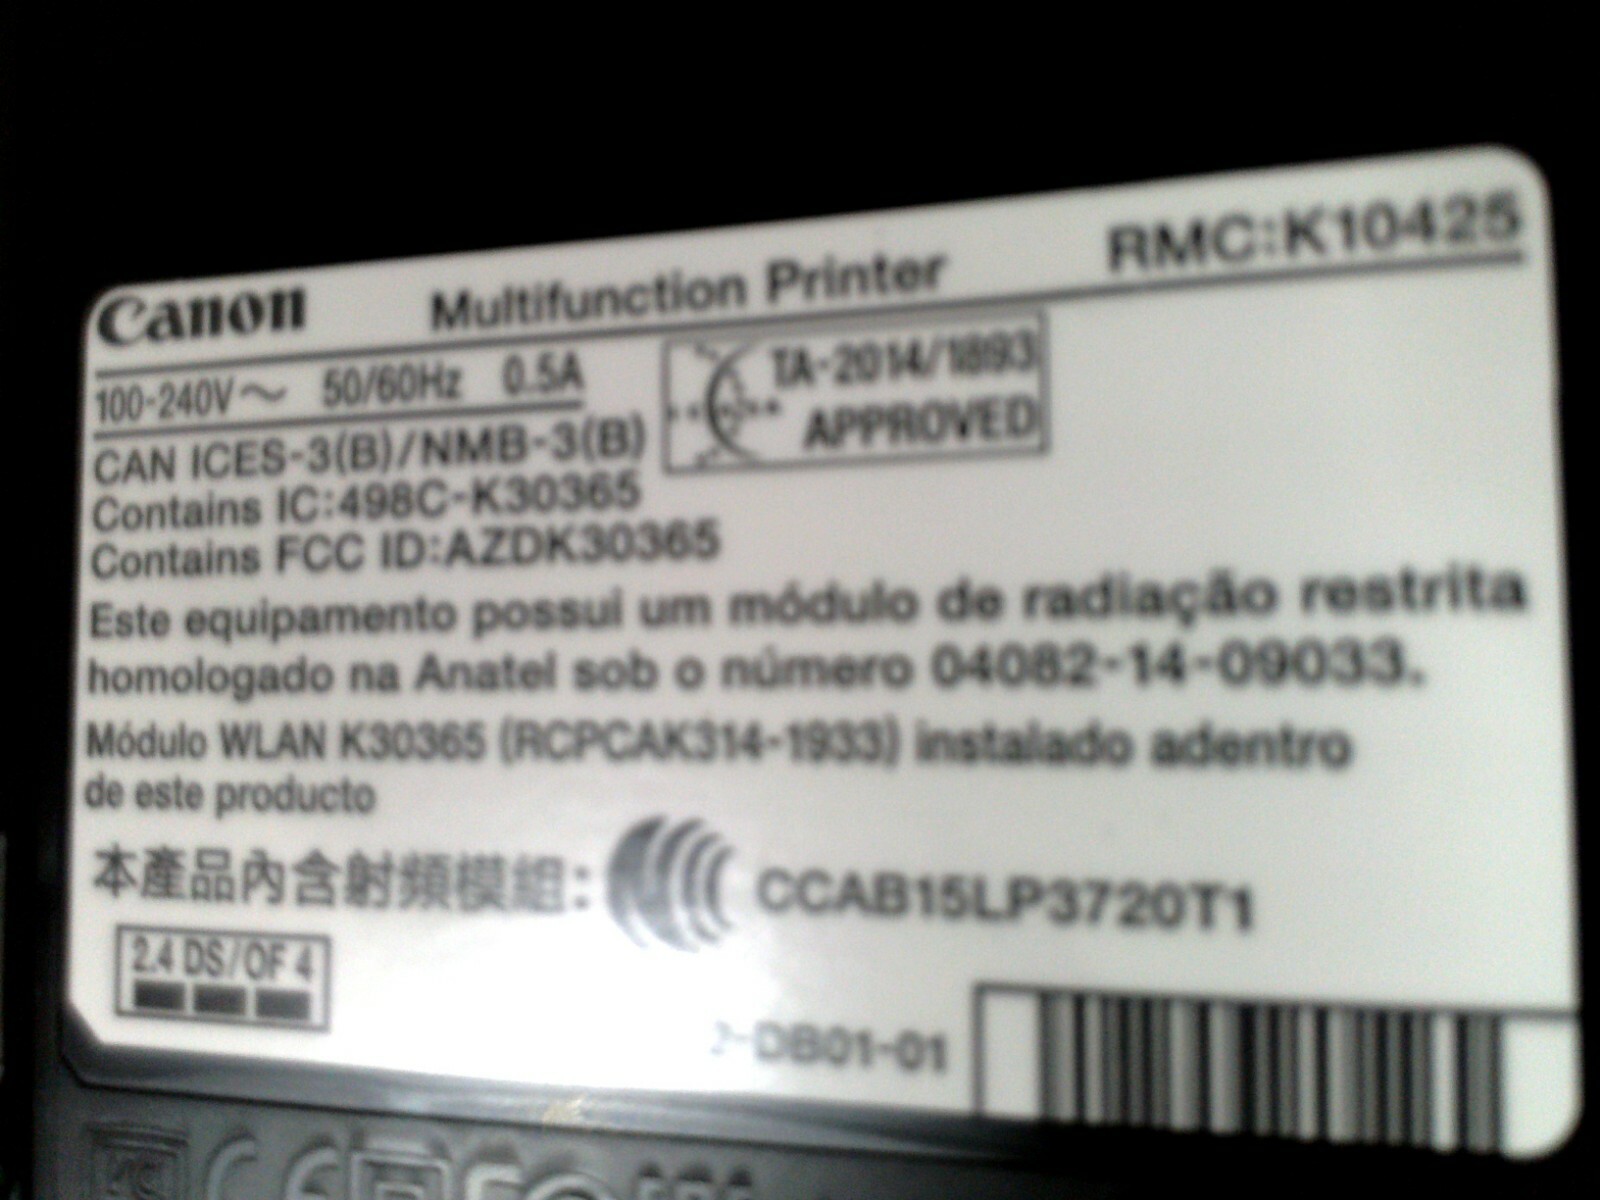 Canon Multifunction Printer RMC:K10425
100-240V～ 50/60Hz 0.5A
TA-2014/1893
APPROVED
CAN ICES-3(B)/NMB-3(B)
Contains IC:498C-K30365
Contains FCC ID:AZDK30365
Este equipamento possui um módulo de radiação restrita
homologado na Anatel sob o número 04082-14-09033.
Módulo WLAN K30365 (RCPCAK314-1933) instalado adentro
de este producto
本產品內含射頻模組: CCAB15LP3720T1
2.4 DS/OF 4
-DB01-01